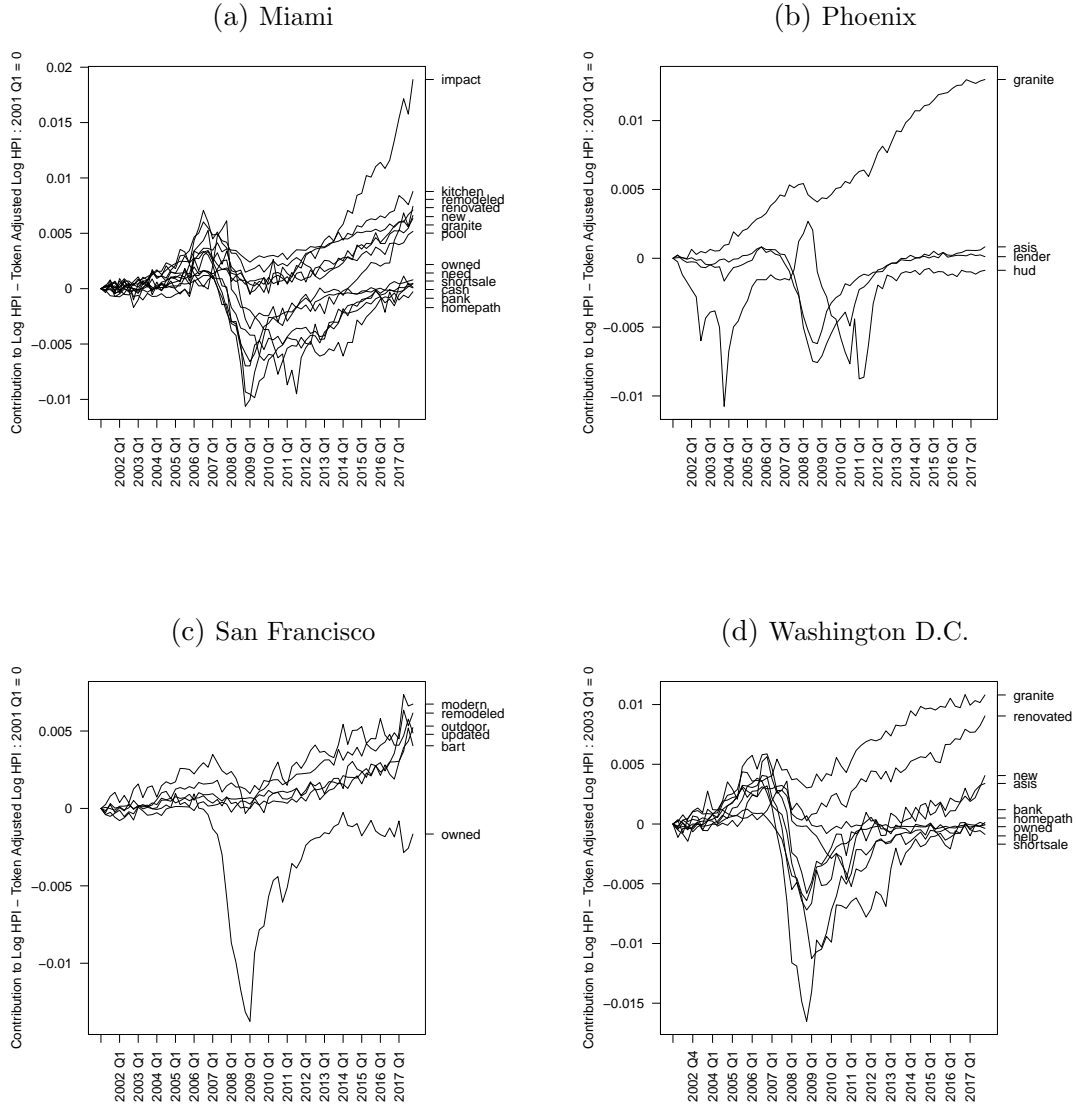 (a) Miami
Contribution to Log HPI − Token Adjusted Log HPI : 2001 Q1 = 0
0.02
0.015
0.01
0.005
0
−0.005
−0.01
impact
kitchen
remodeled
renovated
new
granite
pool
owned
need
shortsale
cash
bank
homepath
2002 Q1
2003 Q1
2004 Q1
2005 Q1
2006 Q1
2007 Q1
2008 Q1
2009 Q1
2010 Q1
2011 Q1
2012 Q1
2013 Q1
2014 Q1
2015 Q1
2016 Q1
2017 Q1
(b) Phoenix
Contribution to Log HPI − Token Adjusted Log HPI : 2001 Q1 = 0
0.01
0.005
0
−0.005
−0.01
granite
asis
lender
hud
2002 Q1
2003 Q1
2004 Q1
2005 Q1
2006 Q1
2007 Q1
2008 Q1
2009 Q1
2010 Q1
2011 Q1
2012 Q1
2013 Q1
2014 Q1
2015 Q1
2016 Q1
2017 Q1
(c) San Francisco
Contribution to Log HPI − Token Adjusted Log HPI : 2001 Q1 = 0
0.005
0
−0.005
−0.01
modern
remodeled
outdoor
updated
bart
owned
2002 Q1
2003 Q1
2004 Q1
2005 Q1
2006 Q1
2007 Q1
2008 Q1
2009 Q1
2010 Q1
2011 Q1
2012 Q1
2013 Q1
2014 Q1
2015 Q1
2016 Q1
2017 Q1
(d) Washington D.C.
Contribution to Log HPI − Token Adjusted Log HPI : 2003 Q1 = 0
0.01
0.005
0.000
−0.005
−0.01
−0.015
granite
renovated
new
asis
bank
homepath
owned
help
shortsale
2002 Q4
2004 Q1
2005 Q1
2006 Q1
2007 Q1
2008 Q1
2009 Q1
2010 Q1
2011 Q1
2012 Q1
2013 Q1
2014 Q1
2015 Q1
2016 Q1
2017 Q1